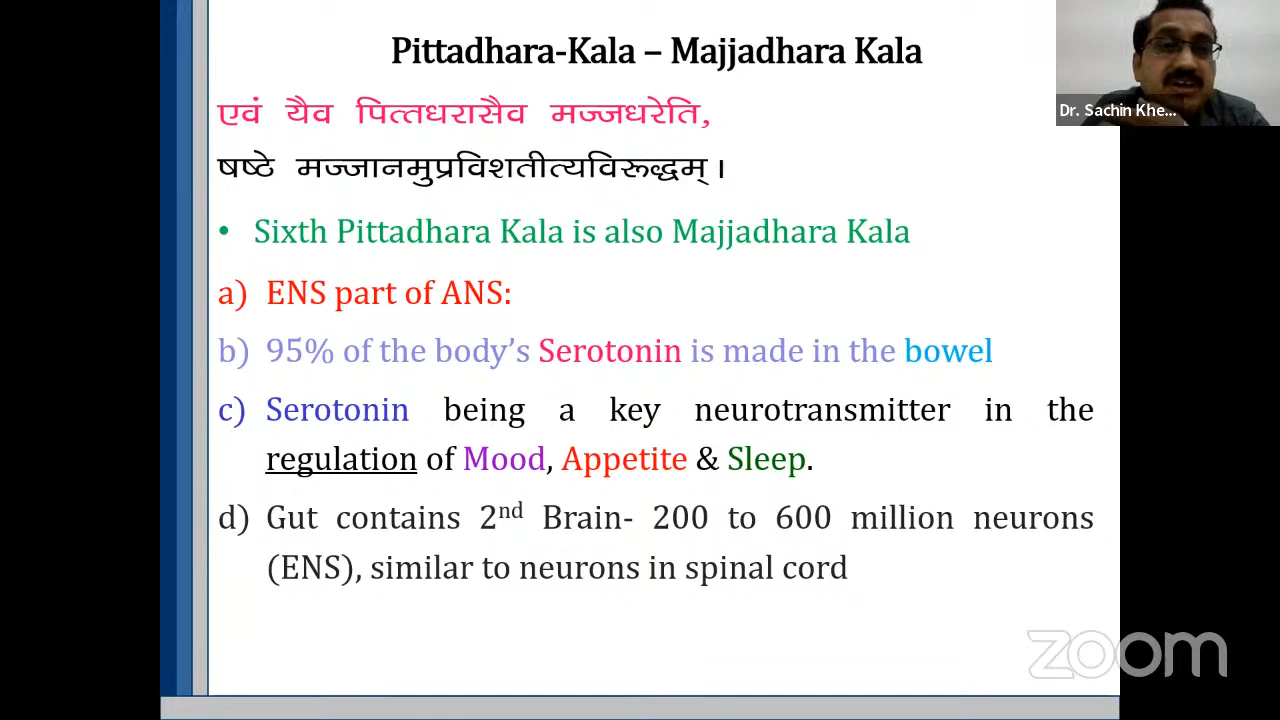 Pittadhara-Kala – Majjadhara Kala
एवं यैव पित्तधरासैव मज्जधरेति,
षष्ठे मज्जानमुप्रविशतीत्यविरूद्धम् ।
• Sixth Pittadhara Kala is also Majjadhara Kala
a) ENS part of ANS:
b) 95% of the body's Serotonin is made in the bowel
c) Serotonin being a key neurotransmitter in the
regulation of Mood, Appetite & Sleep.
d) Gut contains 2nd Brain- 200 to 600 million neurons
(ENS), similar to neurons in spinal cord
Dr. Sachin Khe...
zoom